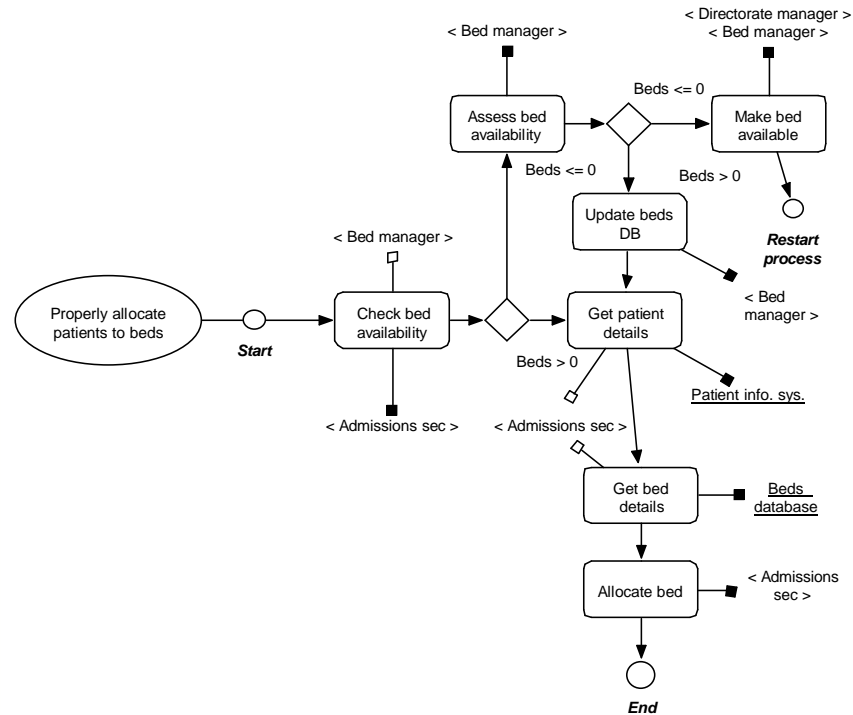 < Directorate manager >
< Bed manager >
< Bed manager >
Beds <= 0
Assess bed
availability
Make bed
available
Beds <= 0
Beds > 0
Update beds
DB
Restart
process
< Bed manager >
< Bed
manager >
Properly allocate
patients to beds
Start
Check bed
availability
Get patient
details
Beds > 0
Patient info. sys.
< Admissions sec >
< Admissions sec >
Get bed
details
Beds
database
Allocate bed
< Admissions
sec >
End